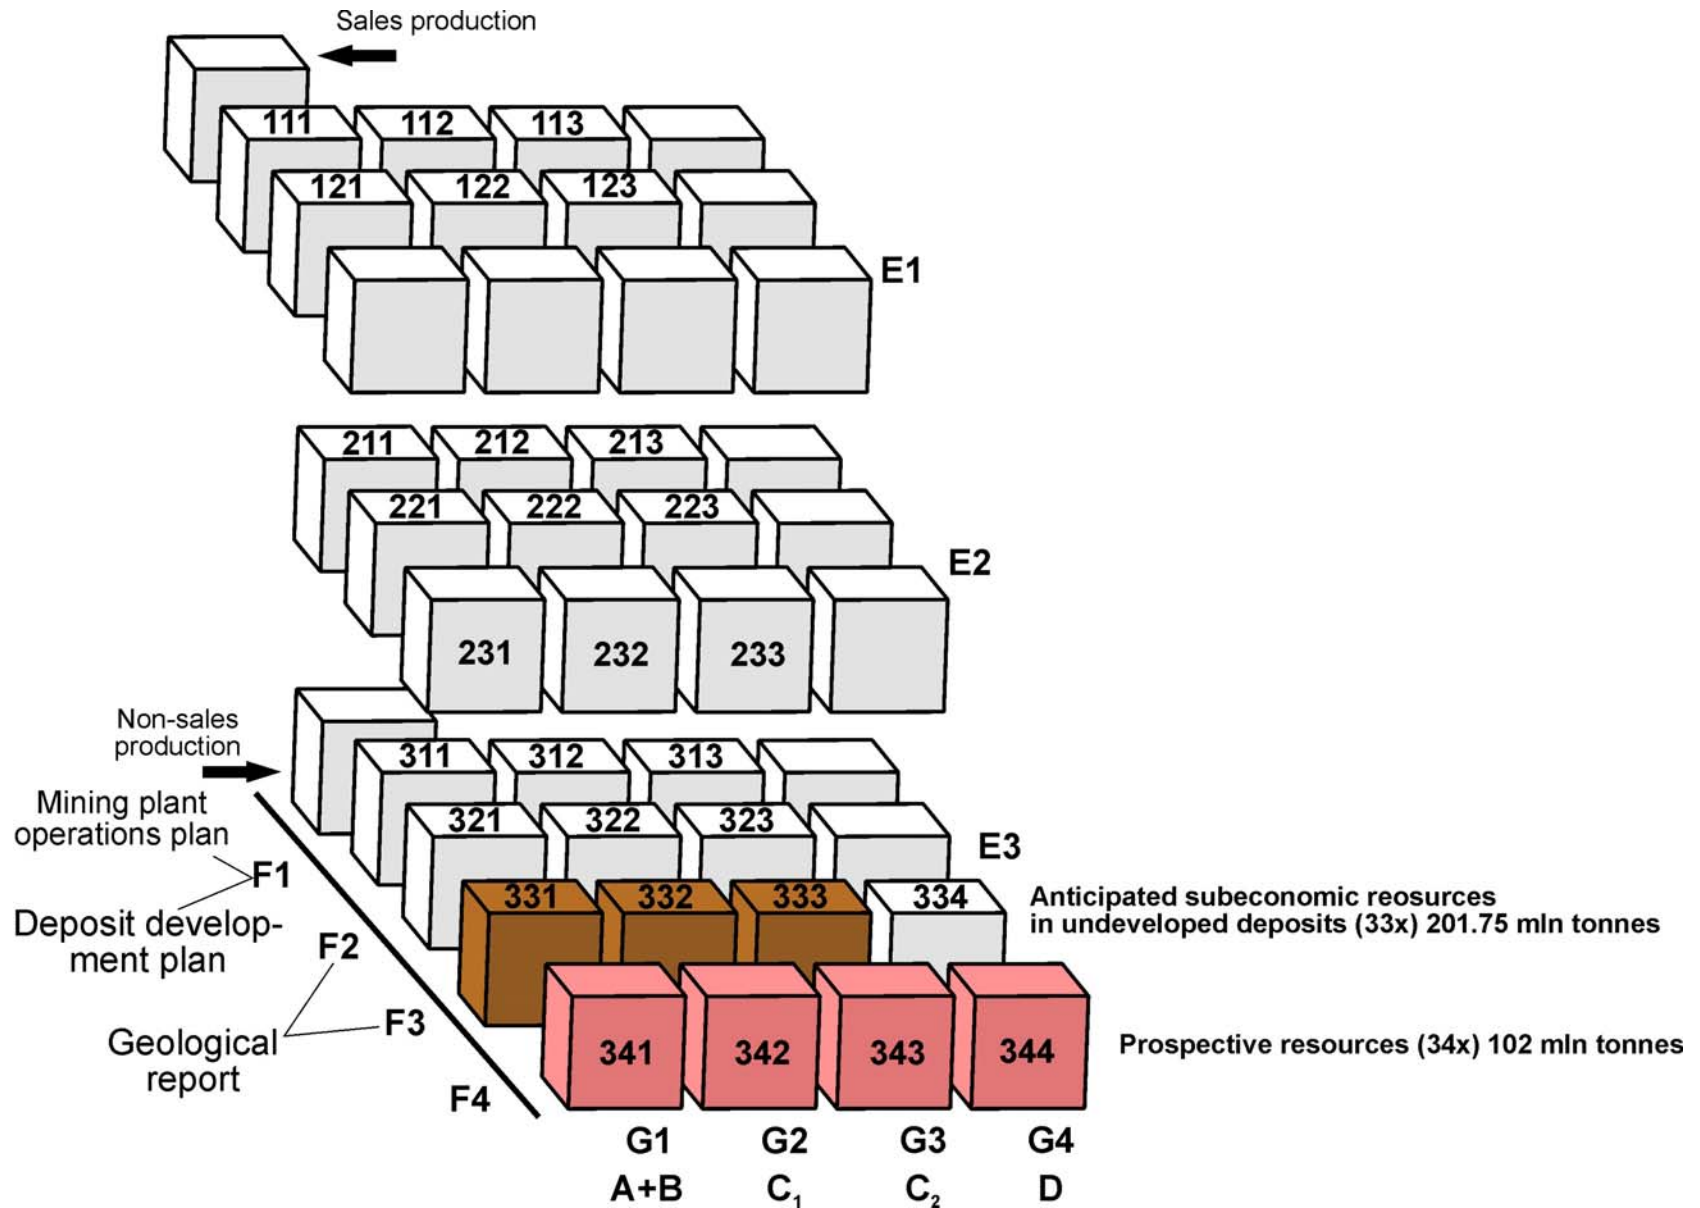 Sales production
111 112 113
121 122 123
E1
211 212 213
221 222 223
E2
231 232 233
Non-sales
production
311 312 313
Mining plant
operations plan
321 322 323
E3
F1
331 332 333 334
Anticipated subeconomic reosurces
in undeveloped deposits (33x) 201.75 mln tonnes
Deposit develop-
ment plan
F2
F3
Geological
report
341 342 343 344
Prospective resources (34x) 102 mln tonnes
F4
G1 G2 G3 G4
A+B C₁ C₂ D